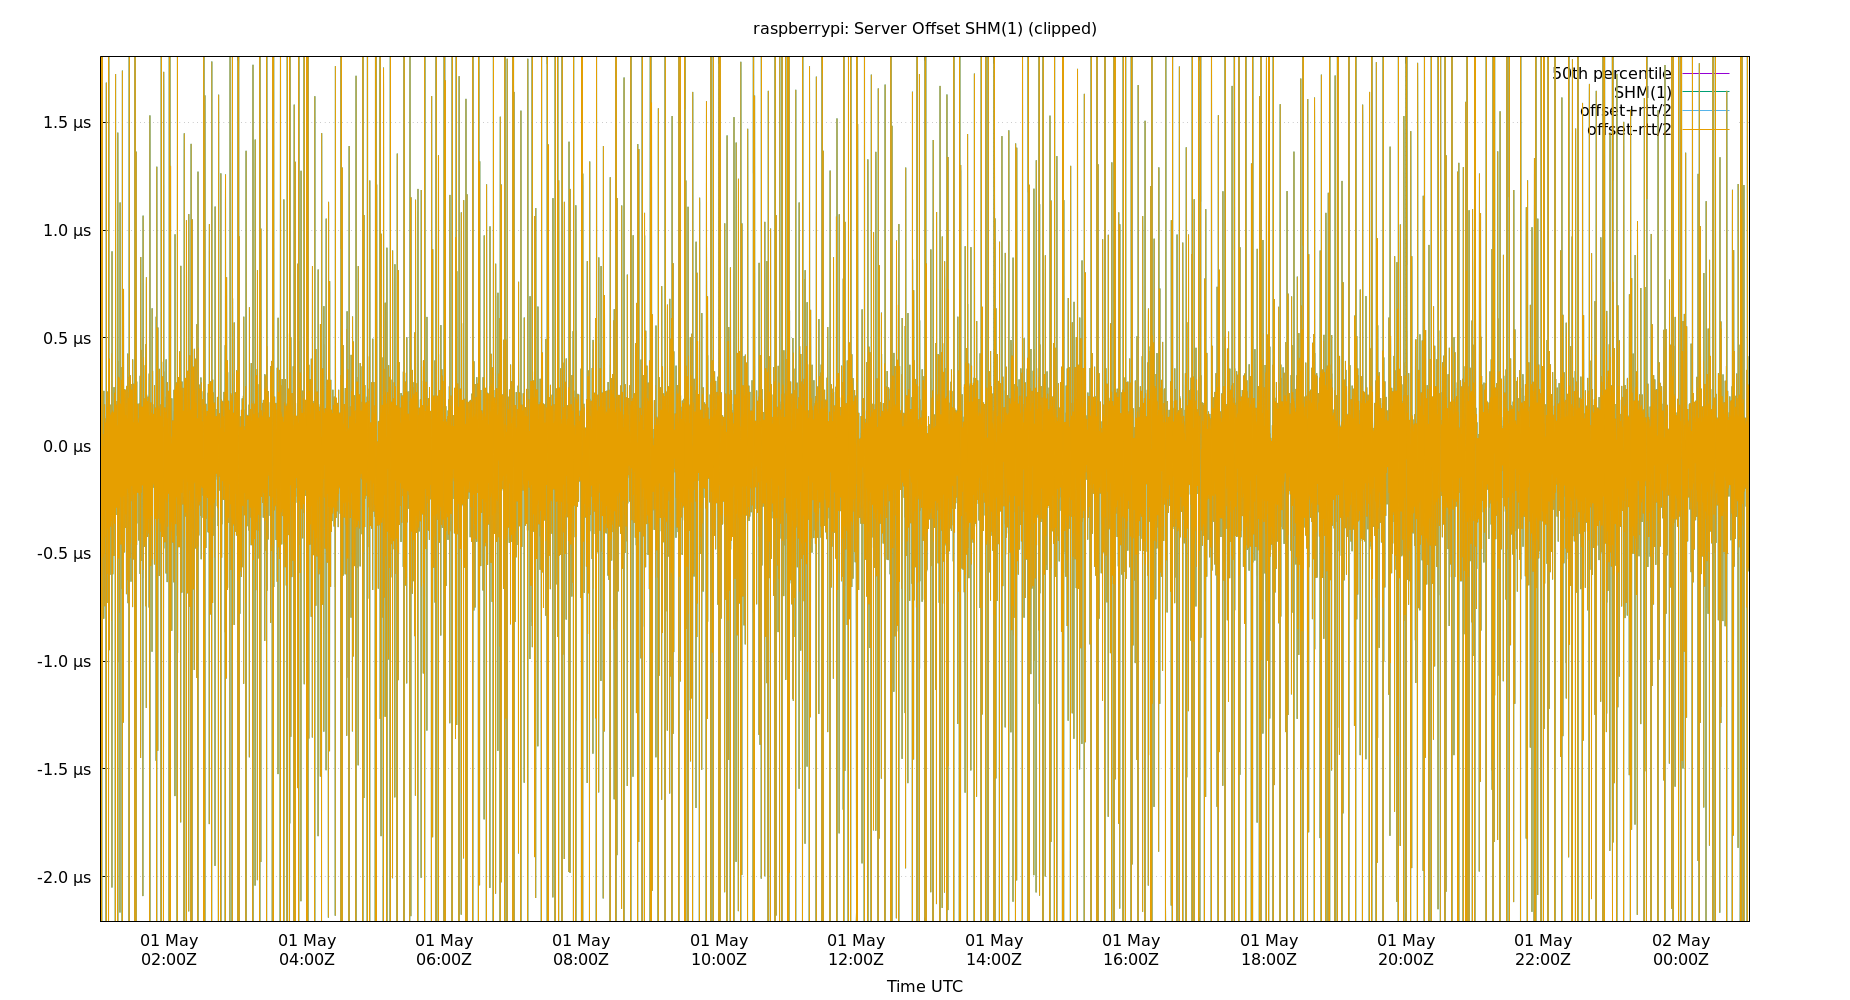 raspberrypi: Server Offset SHM(1) (clipped)
50th percentile
SHM(1)
offset+rtt/2
offset-rtt/2
1.5 µs
1.0 µs
0.5 µs
0.0 µs
-0.5 µs
-1.0 µs
-1.5 µs
-2.0 µs
01 May 01 May 01 May 01 May 01 May 01 May 01 May 01 May 01 May 01 May 01 May 02 May
02:00Z 04:00Z 06:00Z 08:00Z 10:00Z 12:00Z 14:00Z 16:00Z 18:00Z 20:00Z 22:00Z 00:00Z
Time UTC